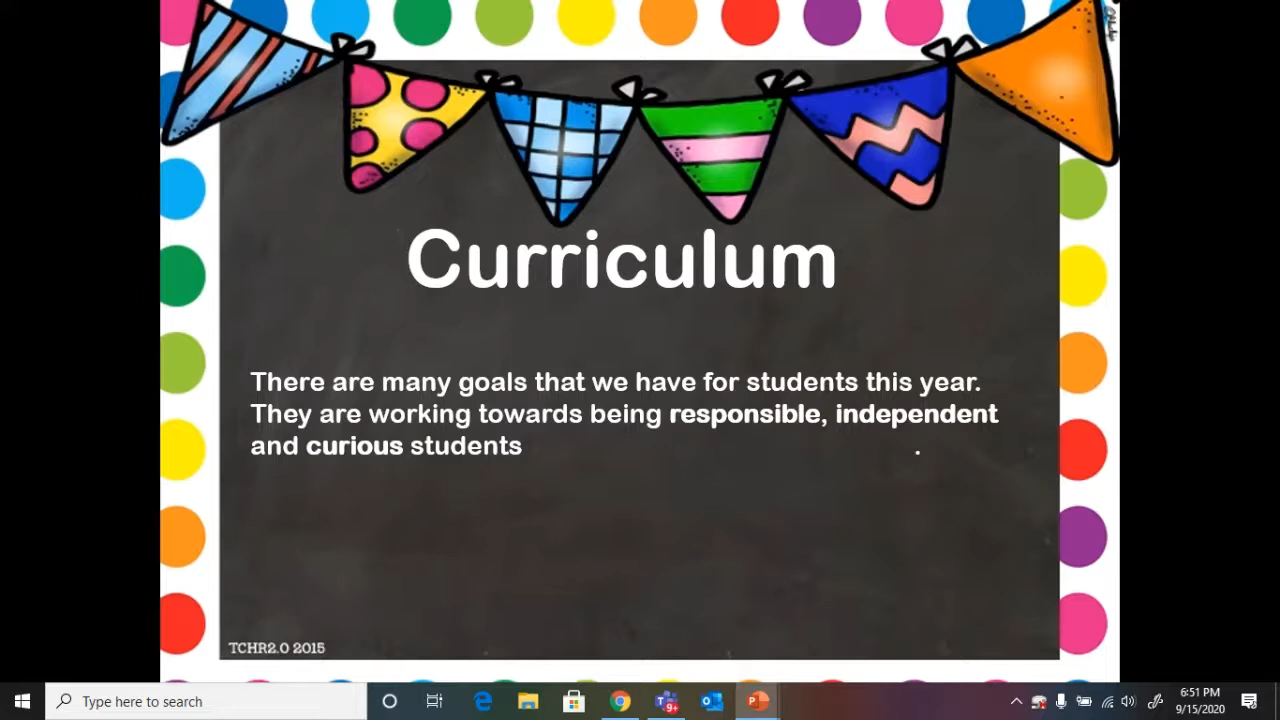 Curriculum
There are many goals that we have for students this year.
They are working towards being responsible, independent
and curious students .
TCHR2.0 2015
Type here to search
9+
6:51 PM
9/15/2020